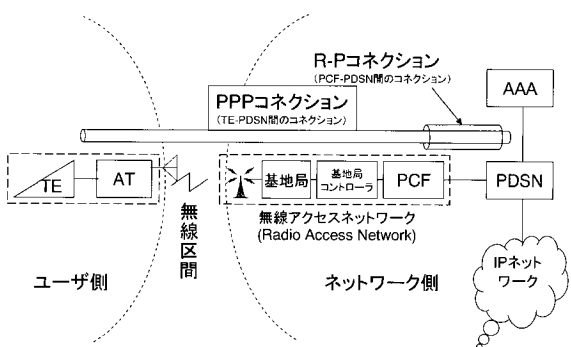 R-Pコネクション
(PCF-PDSN間のコネクション)
AAA
PPPコネクション
(TE-PDSN間のコネクション)
TE
AT
基地局
基地局
コントローラ
PCF
PDSN
無線区間
無線アクセスネットワーク
(Radio Access Network)
ユーザ側
ネットワーク側
IPネット
ワーク